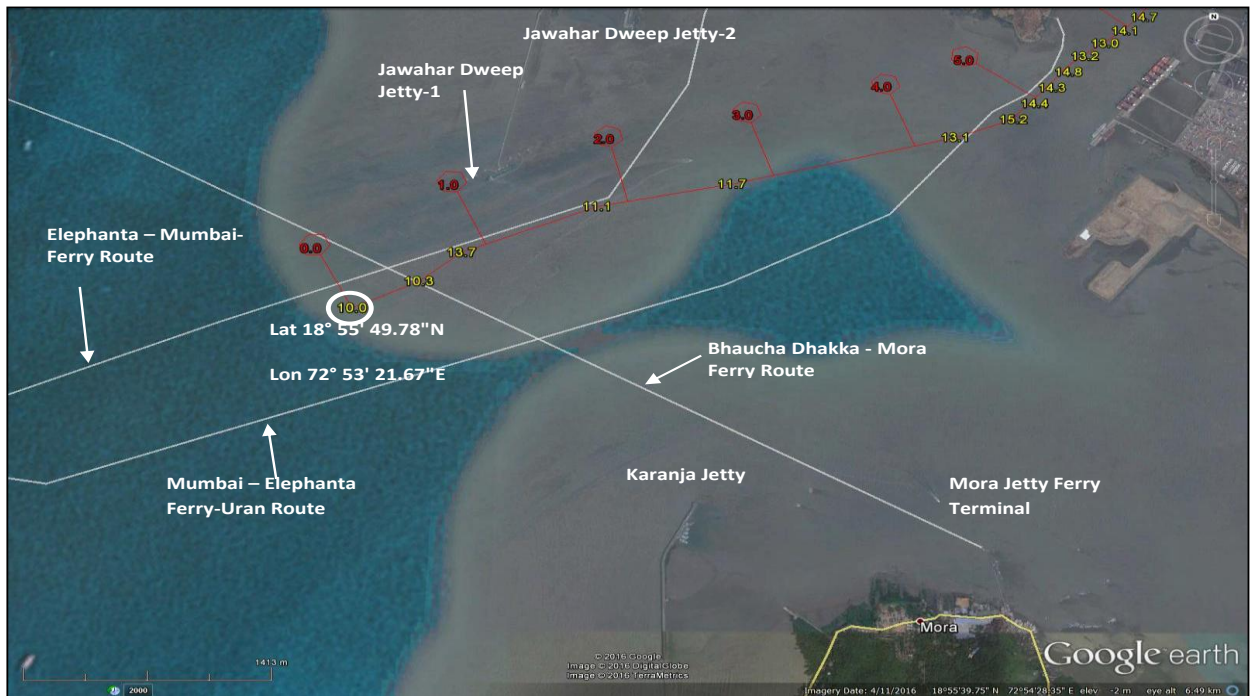 14.7
Jawahar Dweep Jetty-2
14.1
N
13.0
13.2
5.0
Jawahar Dweep
Jetty-1
14.8
4.0
14.3
14.4
3.0
15.2
2.0
13.1
1.0
11.7
11.1
Elephanta – Mumbai-
Ferry Route
0.0
13.7
10.3
10.0
Lat 18° 55' 49.78"N
Lon 72° 53' 21.67"E
Bhaucha Dhakka - Mora
Ferry Route
Mumbai – Elephanta
Ferry-Uran Route
Karanja Jetty
Mora Jetty Ferry
Terminal
Mora
1413 m
© 2016 Google
Image © 2016 DigitalGlobe
Image © 2016 TerraMetrics
Google earth
2000
Imagery Date: 4/11/2016 18°55'39.75" N 72°54'28.35" E elev -2 m eye alt 6.49 km